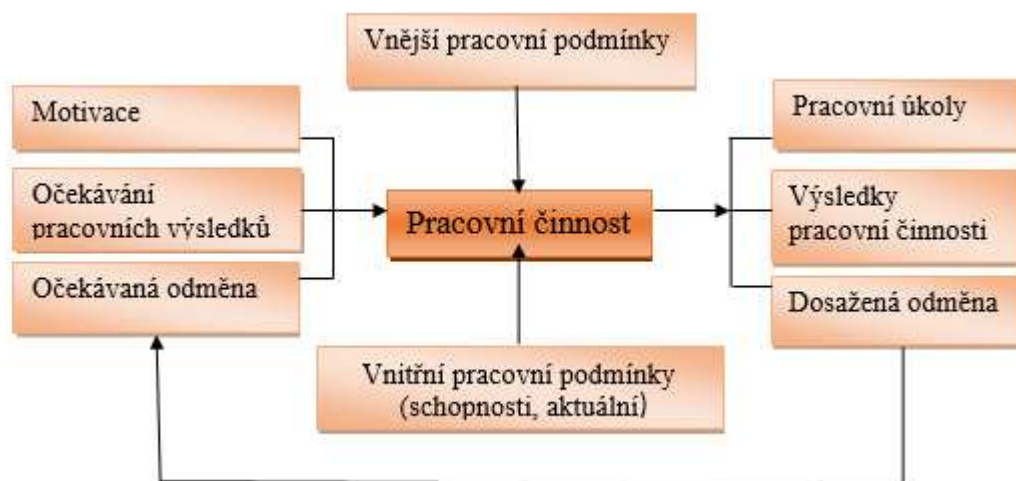 Vnější pracovní podmínky
Motivace
Očekávání
pracovních výsledků
Očekávaná odměna
Pracovní činnost
Vnitřní pracovní podmínky
(schopnosti, aktuální)
Pracovní úkoly
Výsledky
pracovní činnosti
Dosažená odměna